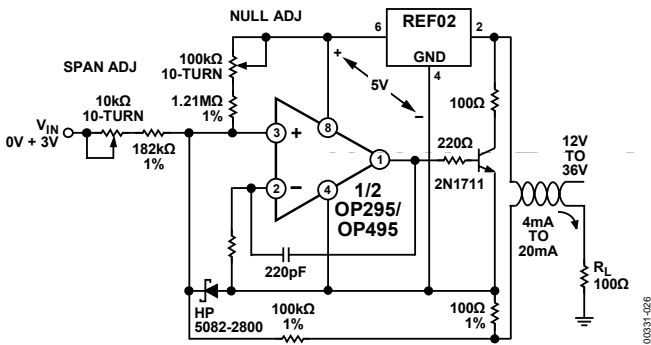 NULL ADJ
REF02
6
2
GND
4
SPAN ADJ
100kΩ
10-TURN
+
5V
–
10kΩ
10-TURN
1.21MΩ
1%
100Ω
VIN
0V + 3V
182kΩ
1%
3
+
8
1
220Ω
2N1711
12V
TO
36V
2
–
4
1/2
OP295/
OP495
4mA
TO
20mA
220pF
RL
100Ω
HP
5082-2800
100kΩ
1%
100Ω
1%
00331-026